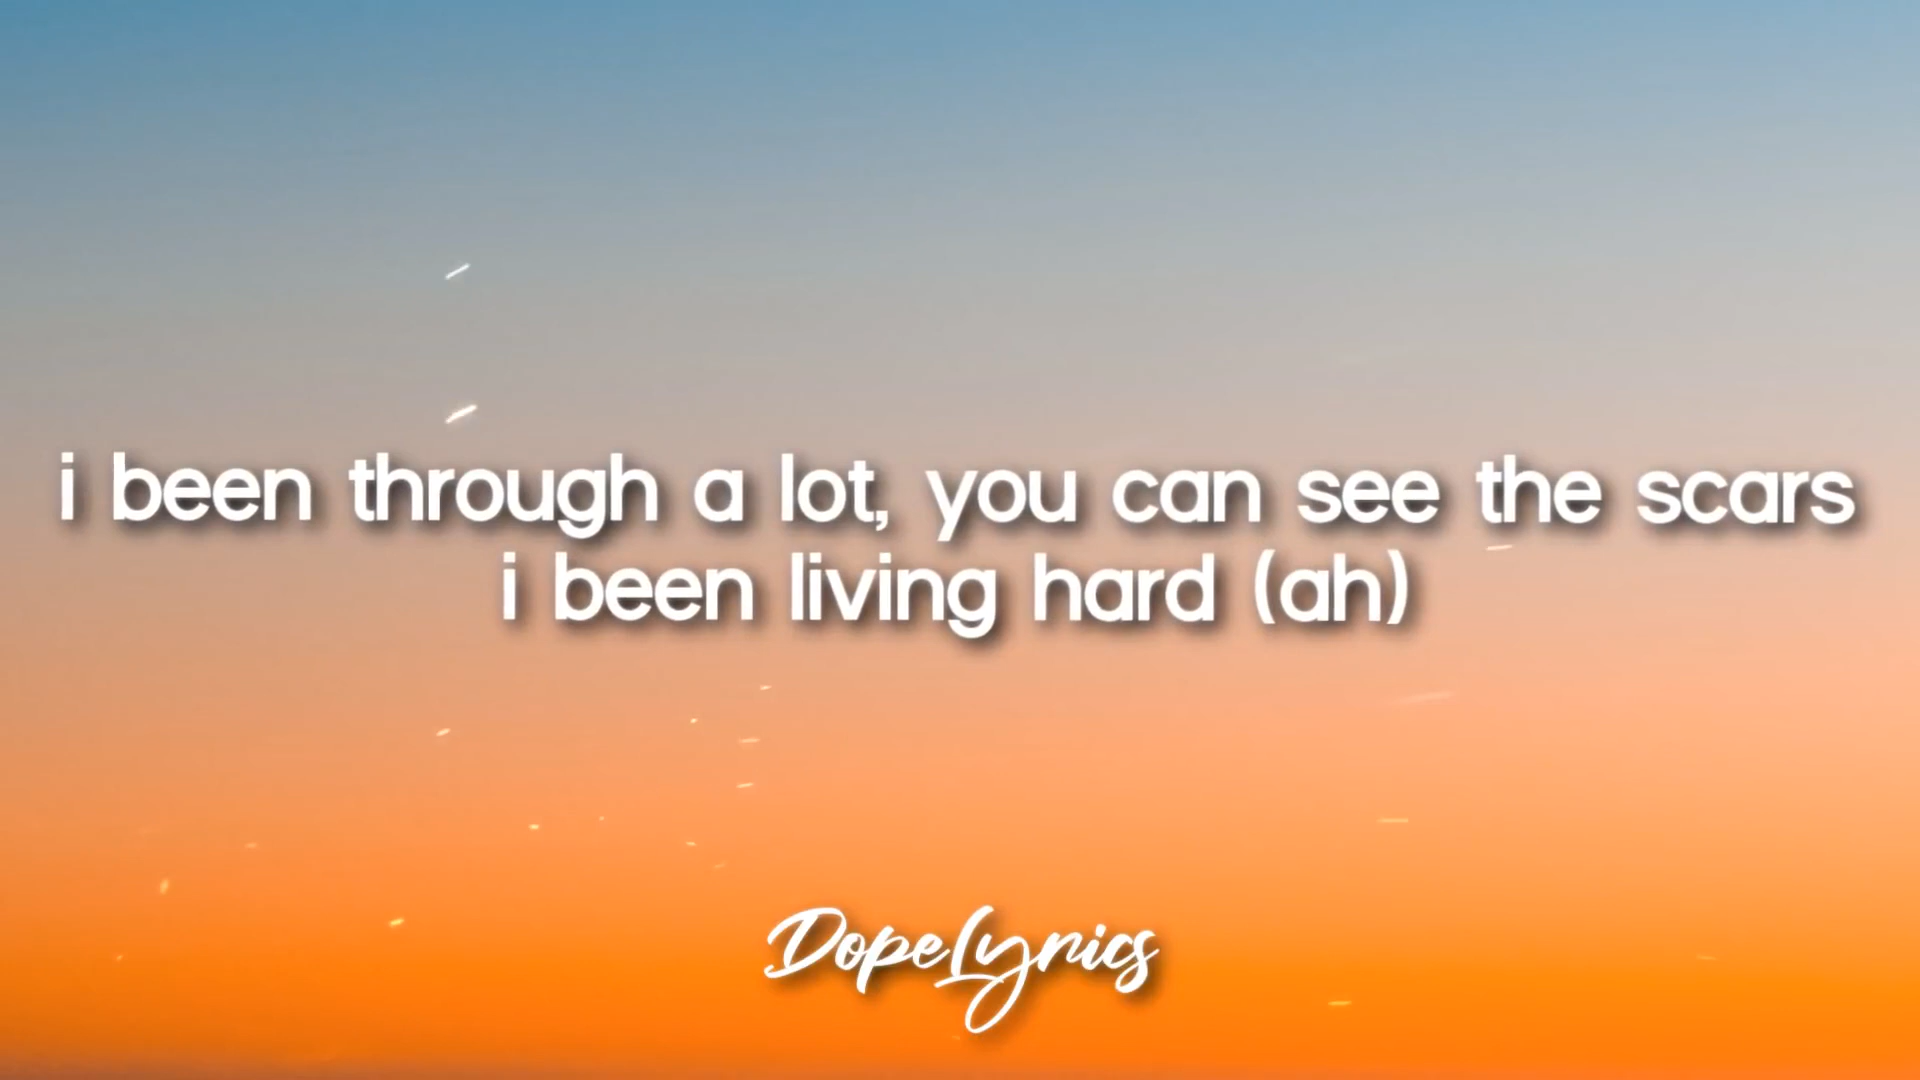 i been through a lot, you can see the scars
i been living hard (ah)
DopeLyrics